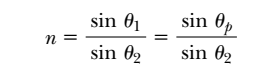 n = sin θ₁ / sin θ₂ = sin θₚ / sin θ₂